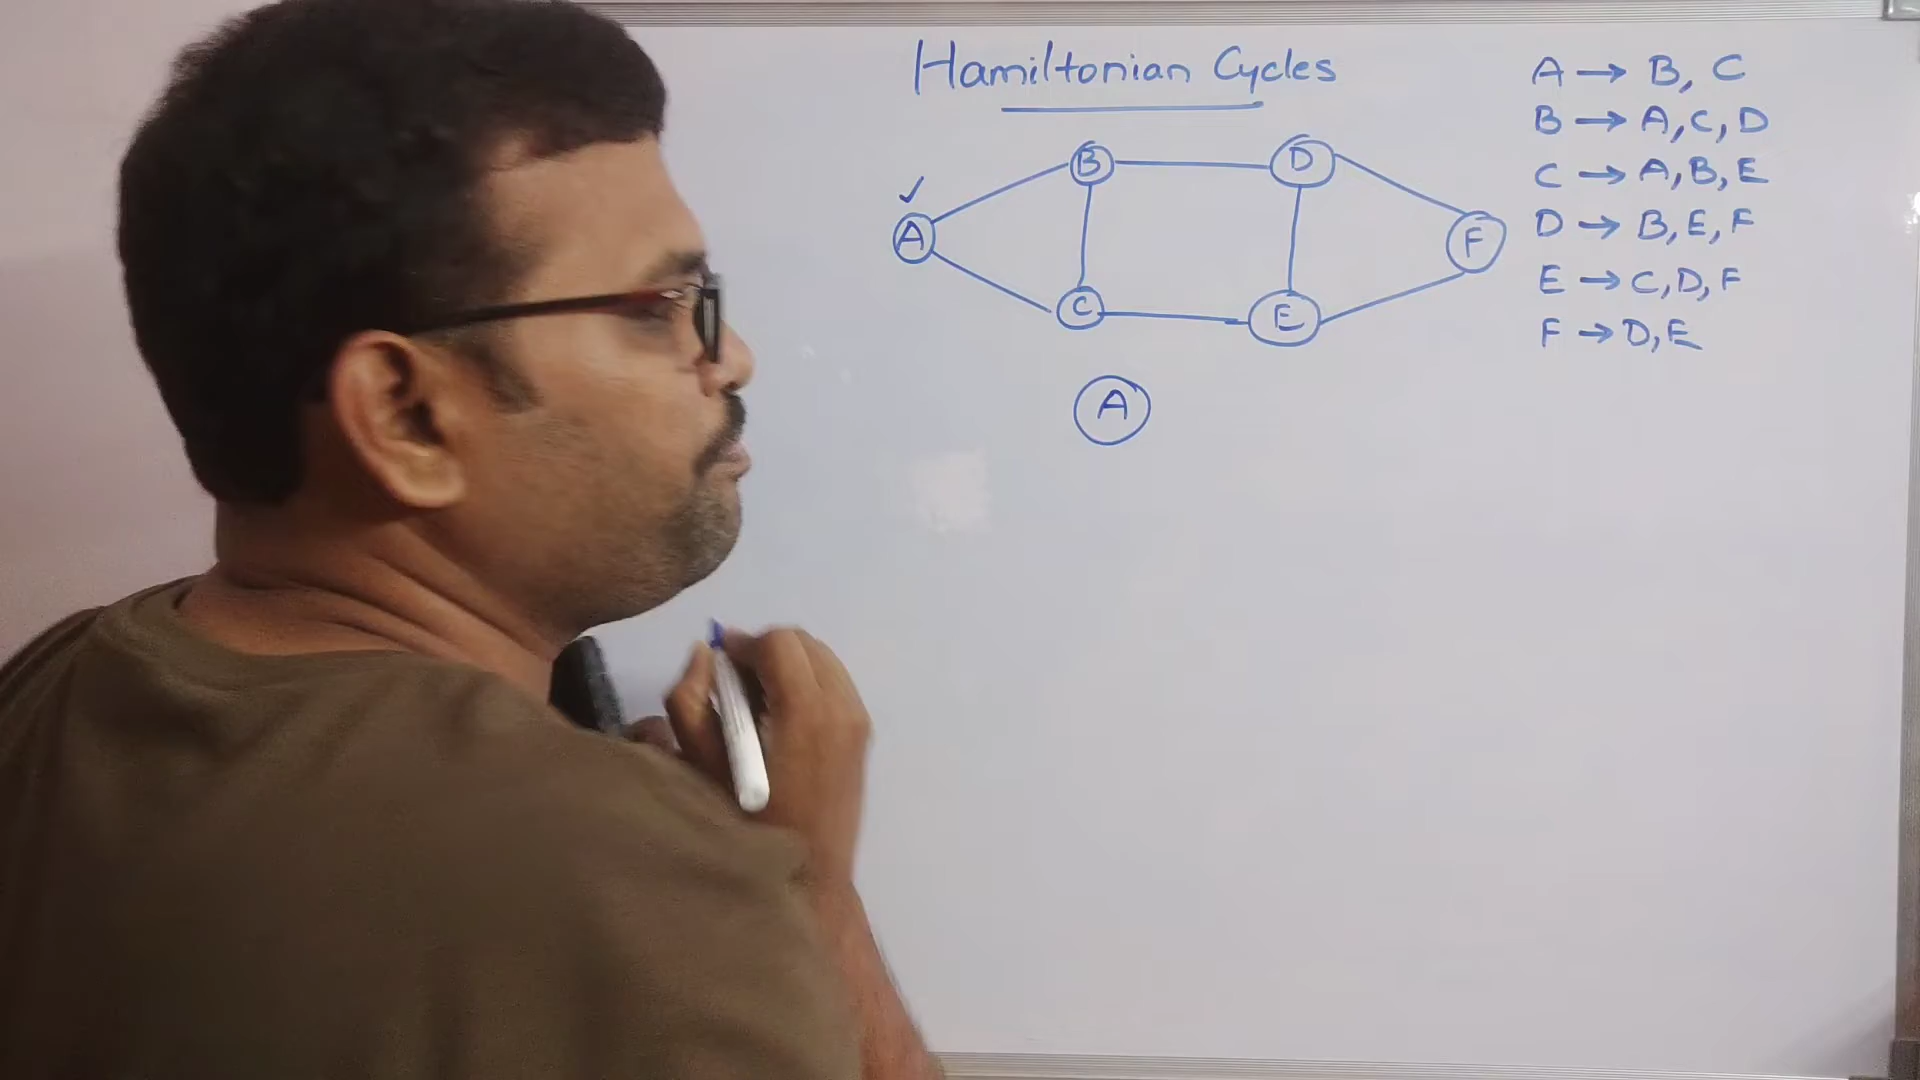 Hamiltonian Cycles
A → B, C
B → A, C, D
C → A, B, E
D → B, E, F
E → C, D, F
F → D, E
B D
A F
C E
A